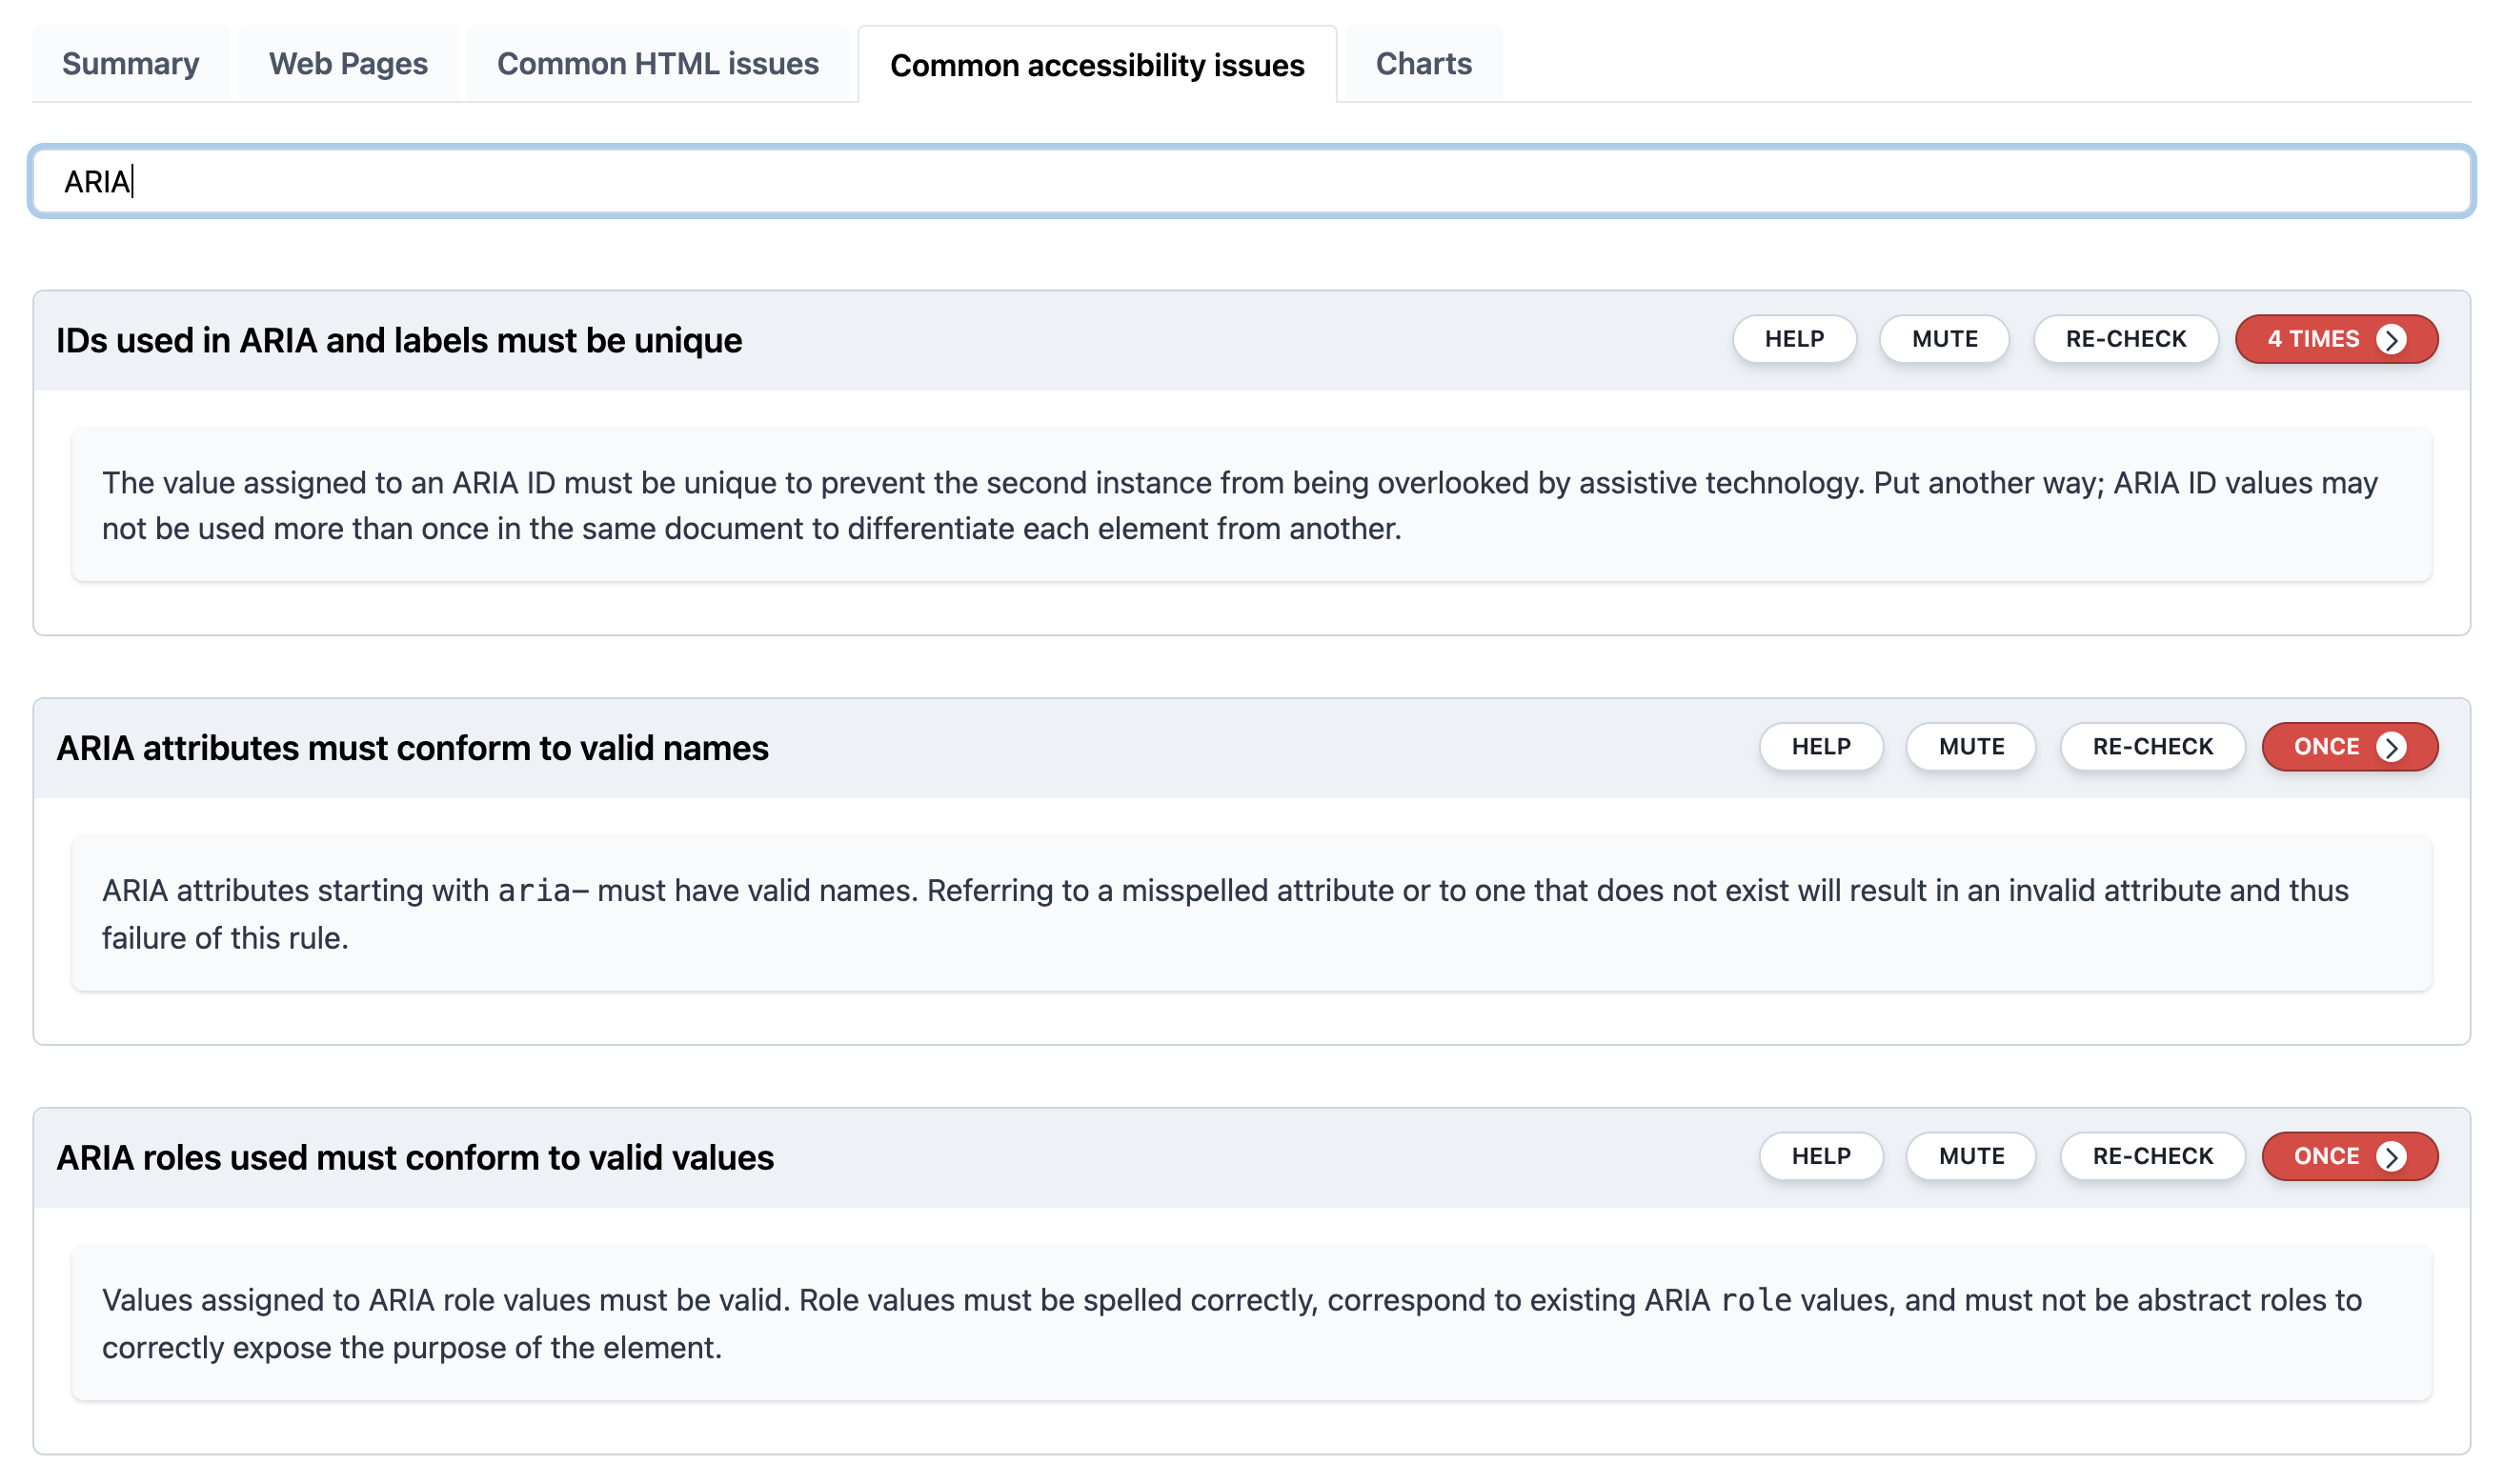 Summary Web Pages Common HTML issues Common accessibility issues Charts
ARIA
IDs used in ARIA and labels must be unique HELP MUTE RE-CHECK 4 TIMES
The value assigned to an ARIA ID must be unique to prevent the second instance from being overlooked by assistive technology. Put another way; ARIA ID values may
not be used more than once in the same document to differentiate each element from another.
ARIA attributes must conform to valid names HELP MUTE RE-CHECK ONCE
ARIA attributes starting with aria- must have valid names. Referring to a misspelled attribute or to one that does not exist will result in an invalid attribute and thus
failure of this rule.
ARIA roles used must conform to valid values HELP MUTE RE-CHECK ONCE
Values assigned to ARIA role values must be valid. Role values must be spelled correctly, correspond to existing ARIA role values, and must not be abstract roles to
correctly expose the purpose of the element.